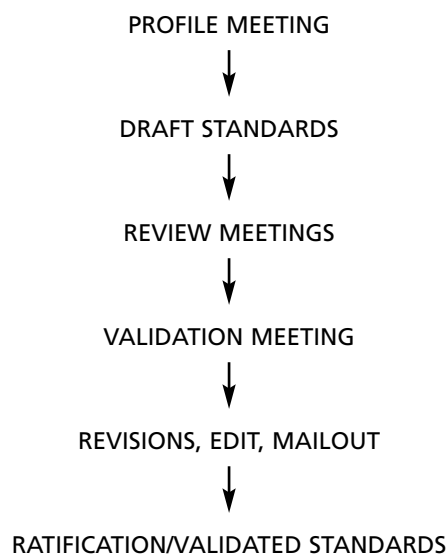 PROFILE MEETING
DRAFT STANDARDS
REVIEW MEETINGS
VALIDATION MEETING
REVISIONS, EDIT, MAILOUT
RATIFICATION/VALIDATED STANDARDS